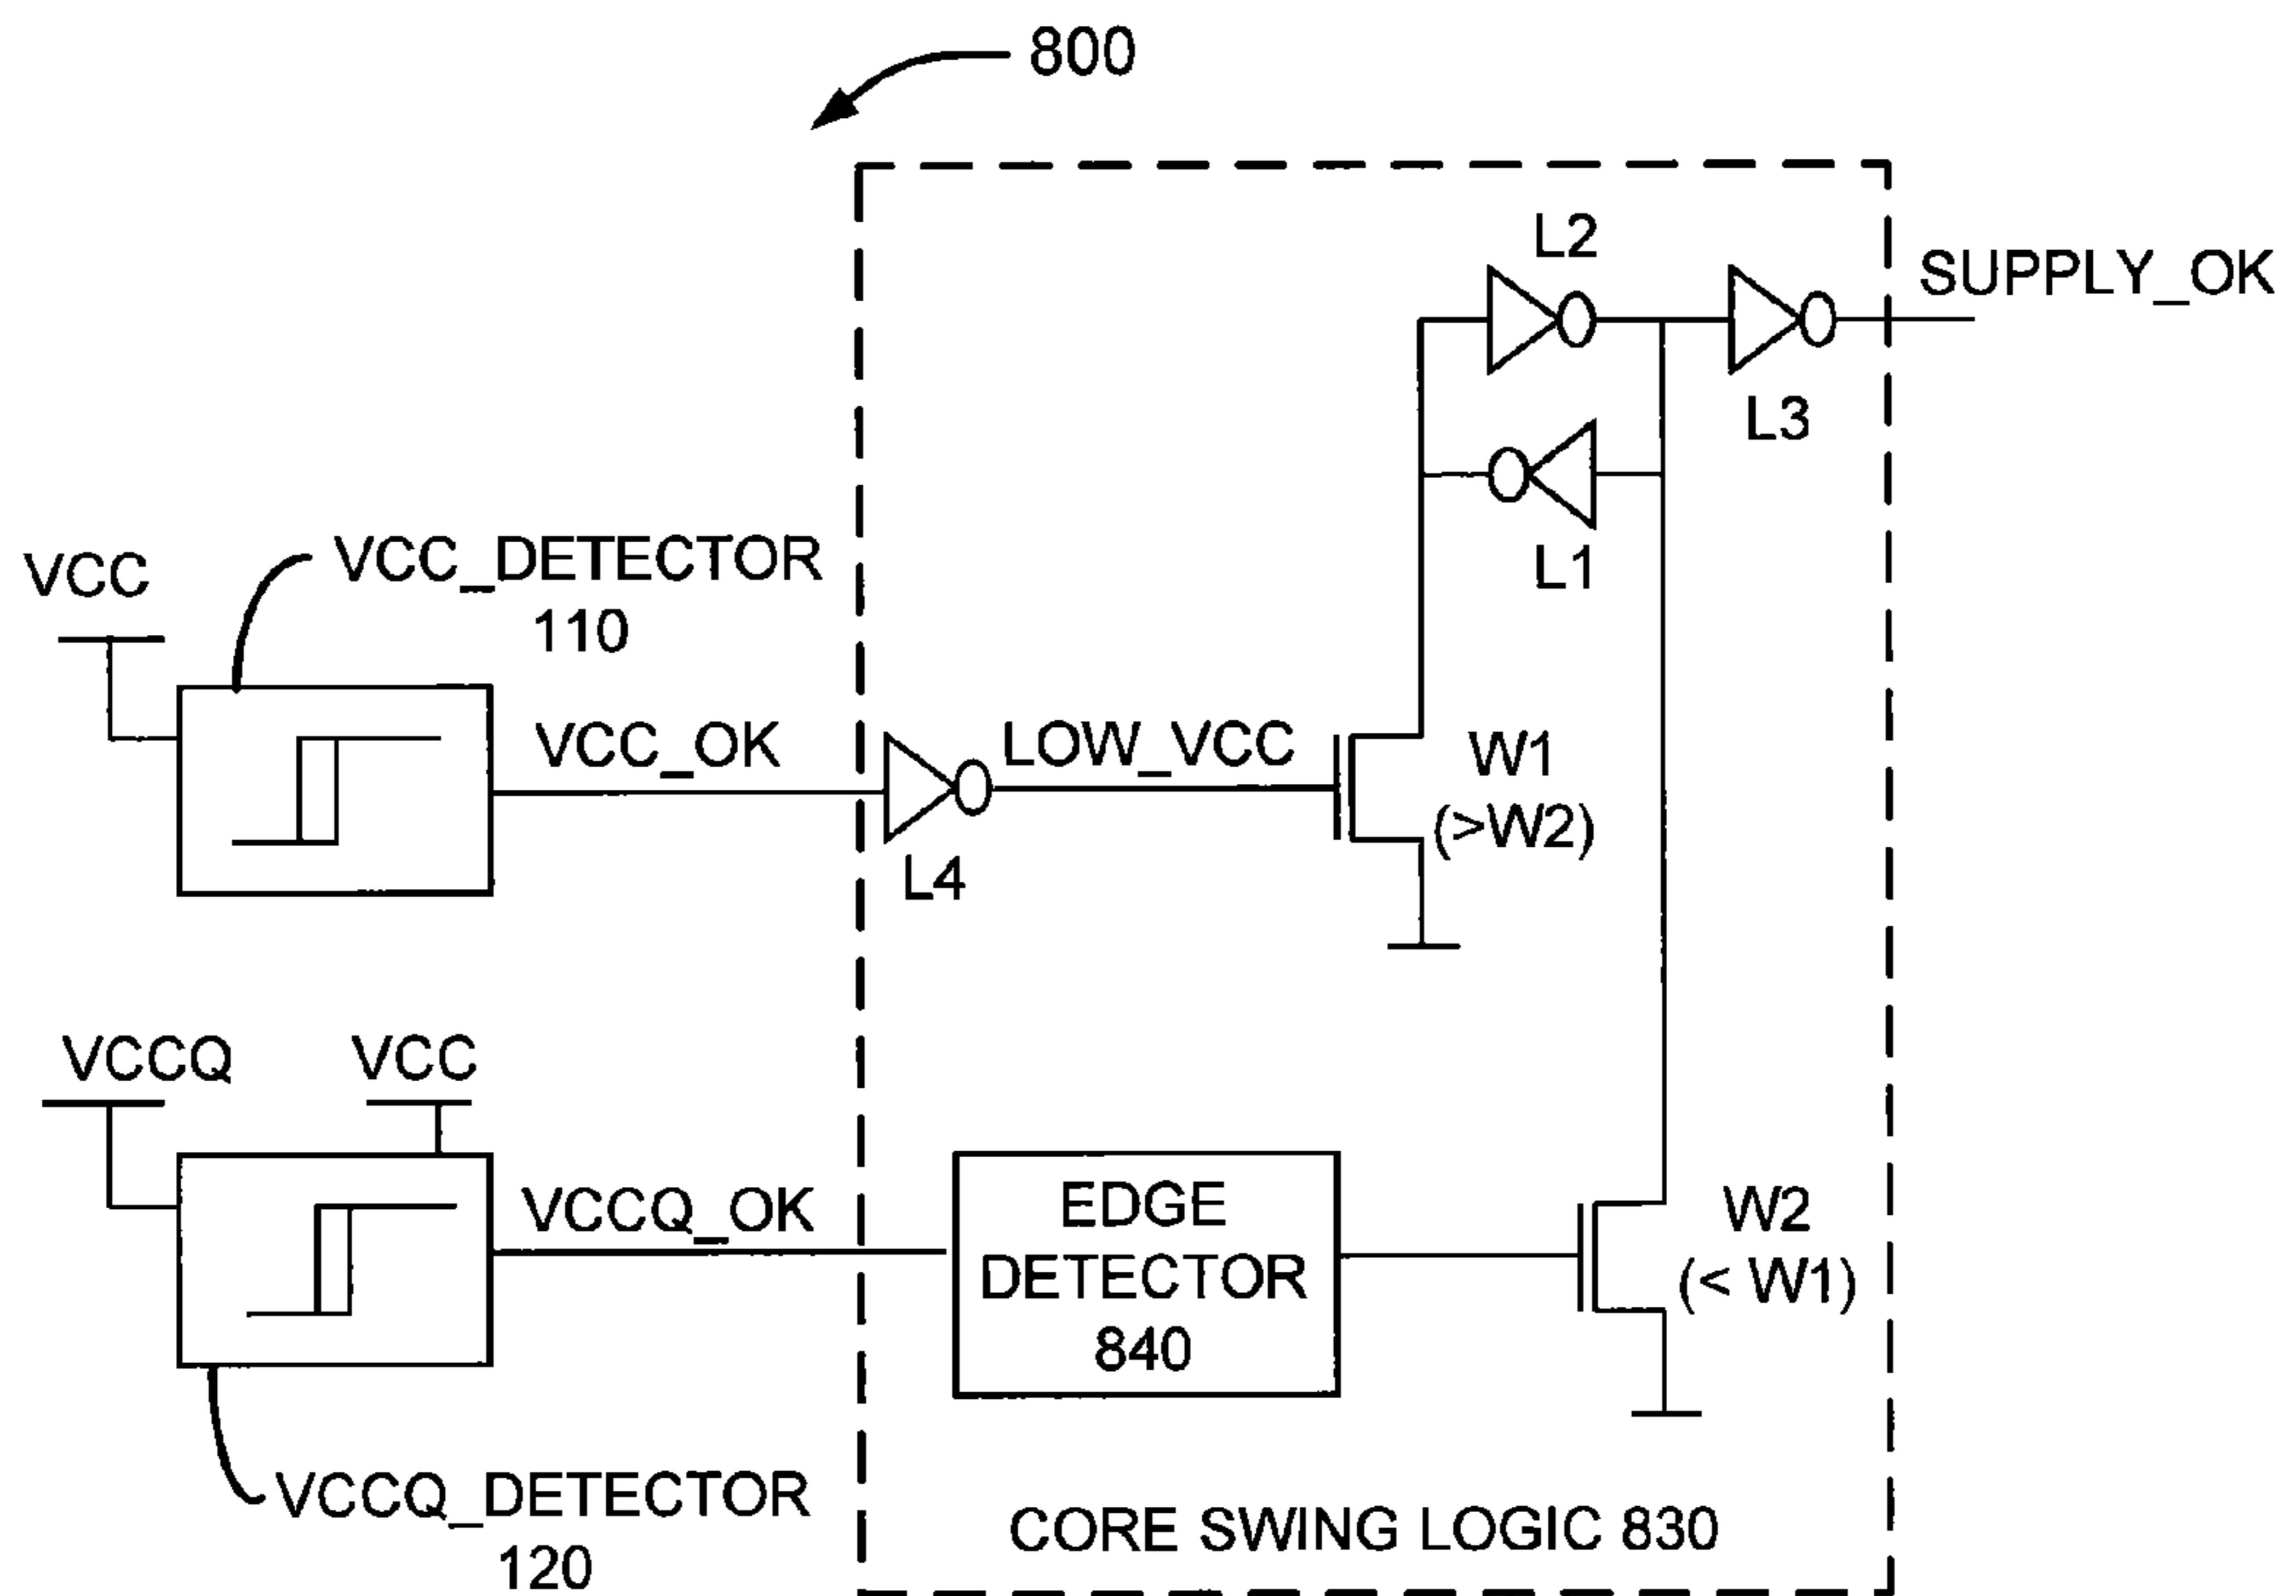 800
L2
SUPPLY_OK
L3
L1
VCC
VCC_DETECTOR
110
VCC_OK
LOW_VCC
W1
(>W2)
L4
VCCQ
VCC
VCCQ_OK
EDGE
DETECTOR
840
W2
(< W1)
VCCQ_DETECTOR
120
CORE SWING LOGIC 830